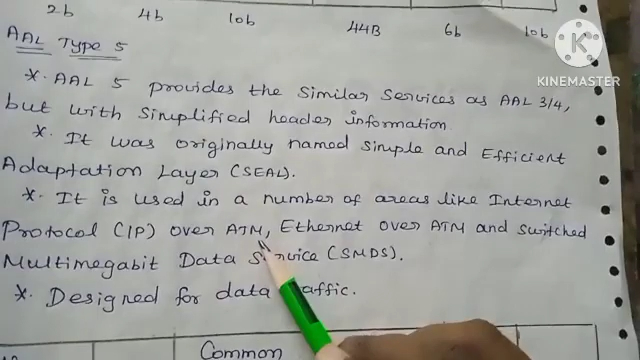 2b 4b 10b 44B 6b 10b
AAL Type 5
*. AAL 5 provides the similar services as AAL 3/4,
but with simplified header information.
*. It was originally named simple and Efficient
Adaptation Layer (SEAL).
*. It is used in a number of areas like Internet
Protocol (IP) over ATM, Ethernet over ATM and switched
Multimegabit Data (SMDS).
*. Designed for data
Common
KINEMASTER